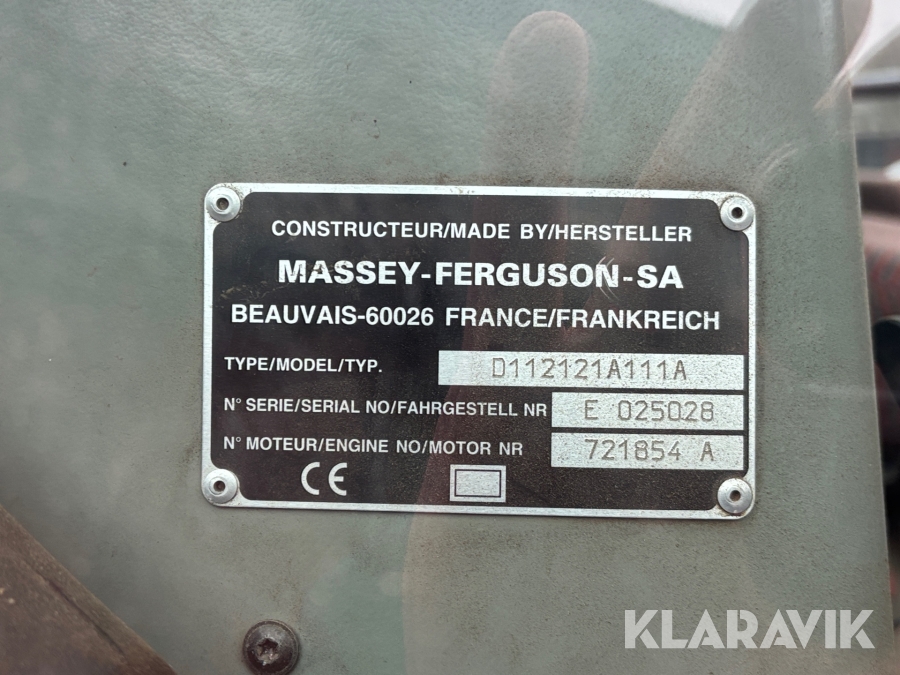 CONSTRUCTEUR/MADE BY/HERSTELLER
MASSEY-FERGUSON-SA
BEAUVAIS-60026 FRANCE/FRANKREICH
TYPE/MODEL/TYP. D112121A111A
N° SERIE/SERIAL NO/FAHRGESTELL NR E 025028
N° MOTEUR/ENGINE NO/MOTOR NR 721854 A
CE
KLARAVIK